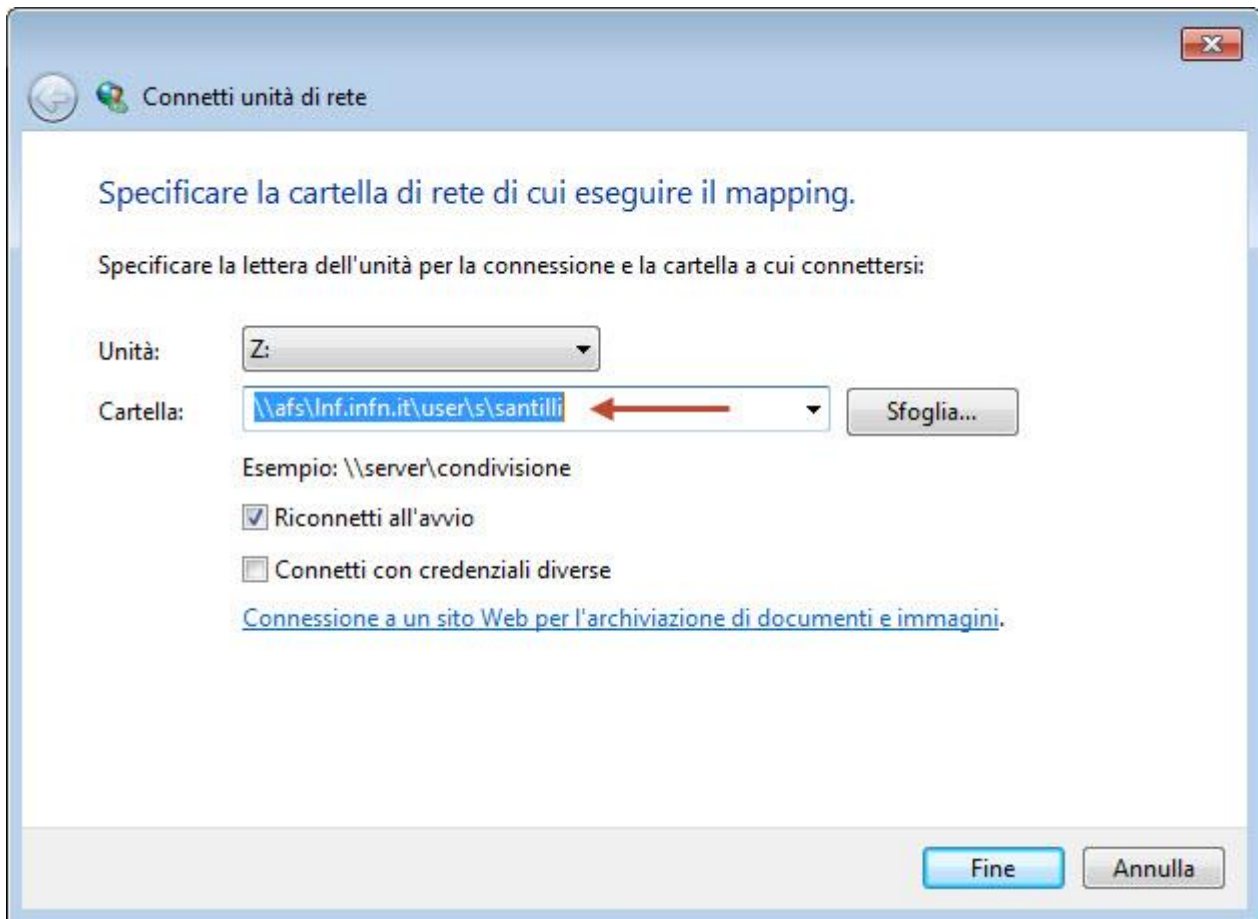 Connetti unità di rete
Specificare la cartella di rete di cui eseguire il mapping.
Specificare la lettera dell'unità per la connessione e la cartella a cui connettersi:
Unità: Z:
Cartella: \\afs\lnf.infn.it\user\s\santilli Sfoglia...
Esempio: \\server\condivisione
Riconnetti all'avvio
Connetti con credenziali diverse
Connessione a un sito Web per l'archiviazione di documenti e immagini.
Fine Annulla